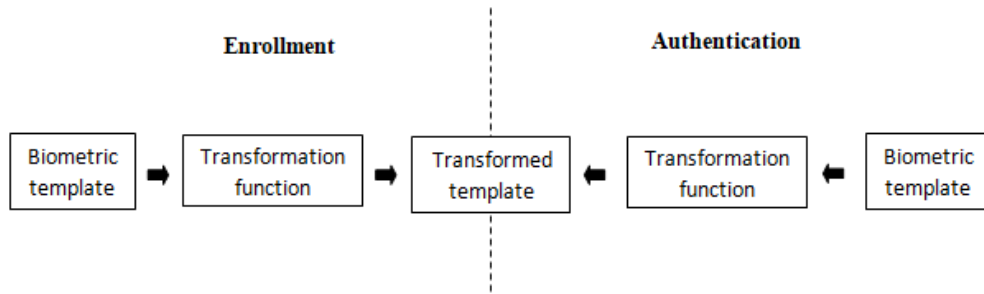 Enrollment
Authentication
Biometric
template
Transformation
function
Transformed
template
Transformation
function
Biometric
template